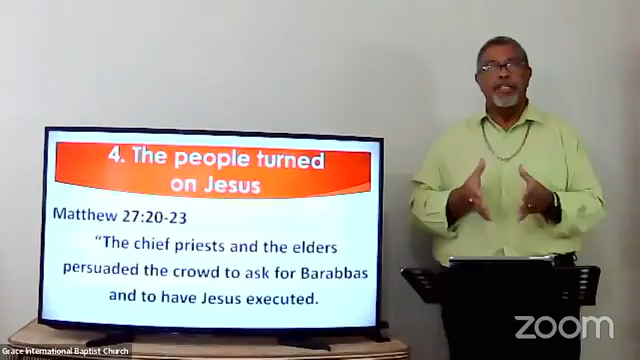 4. The people turned
on Jesus
Matthew 27:20-23
“The chief priests and the elders
persuaded the crowd to ask for Barabbas
and to have Jesus executed.
Grace International Baptist Church
zoom